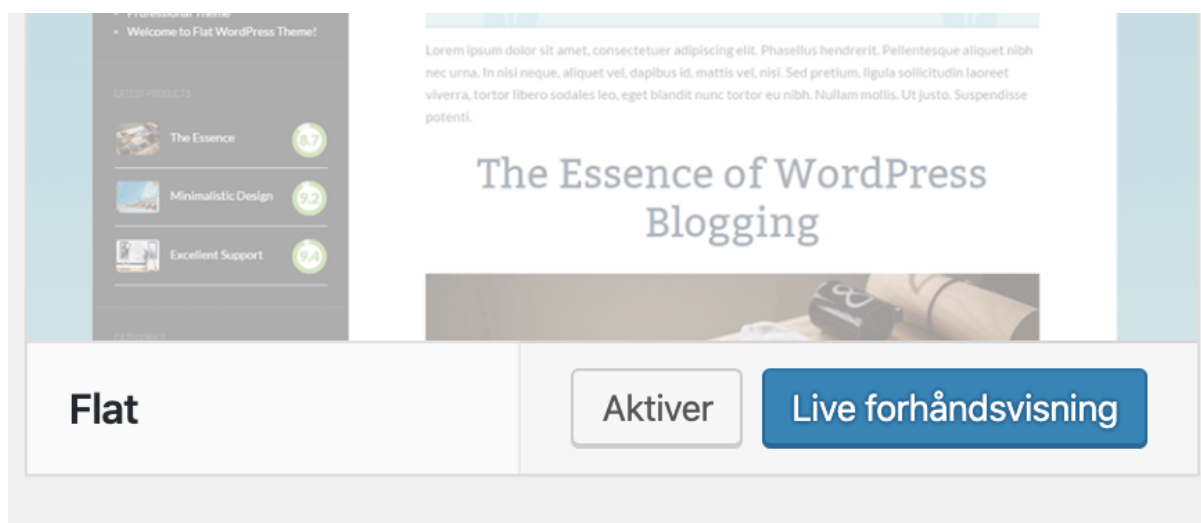 Professional Theme
Welcome to Flat WordPress Theme!
LATEST PRODUCTS
The Essence
8.7
Minimalistic Design
9.2
Excellent Support
9.4
CATEGORIES
Lorem ipsum dolor sit amet, consectetuer adipiscing elit. Phasellus hendrerit. Pellentesque aliquet nibh
nec urna. In nisi neque, aliquet vel, dapibus id, mattis vel, nisi. Sed pretium, ligula sollicitudin laoreet
viverra, tortor libero sodales leo, eget blandit nunc tortor eu nibh. Nullam mollis. Ut justo. Suspendisse
potenti.
The Essence of WordPress
Blogging
Flat
Aktiver
Live forhåndsvisning